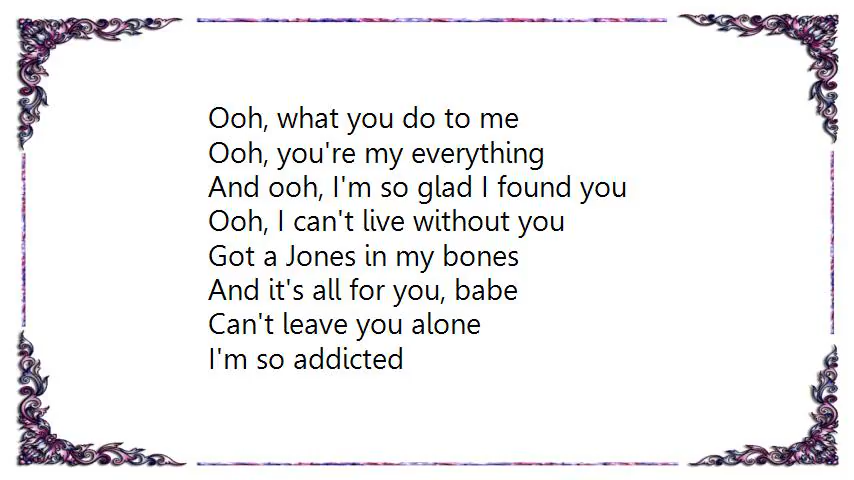 Ooh, what you do to me
Ooh, you're my everything
And ooh, I'm so glad I found you
Ooh, I can't live without you
Got a Jones in my bones
And it's all for you, babe
Can't leave you alone
I'm so addicted